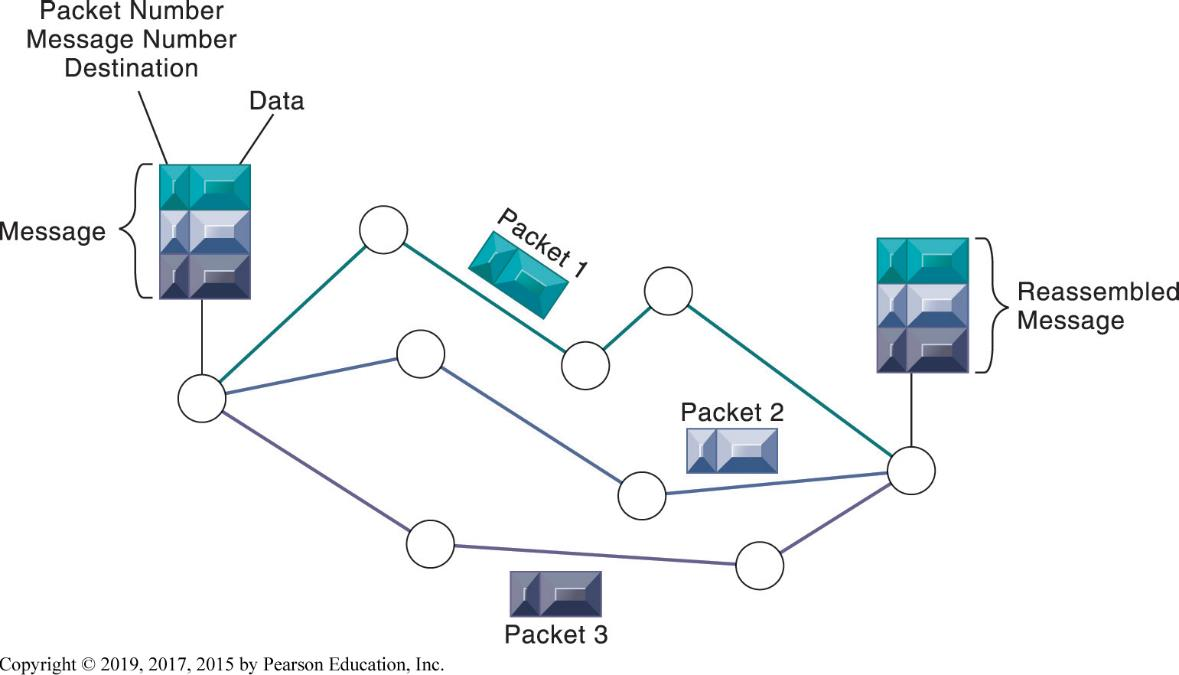 Packet Number
Message Number
Destination
Data
Message
Packet 1
Packet 2
Packet 3
Reassembled
Message
Copyright © 2019, 2017, 2015 by Pearson Education, Inc.